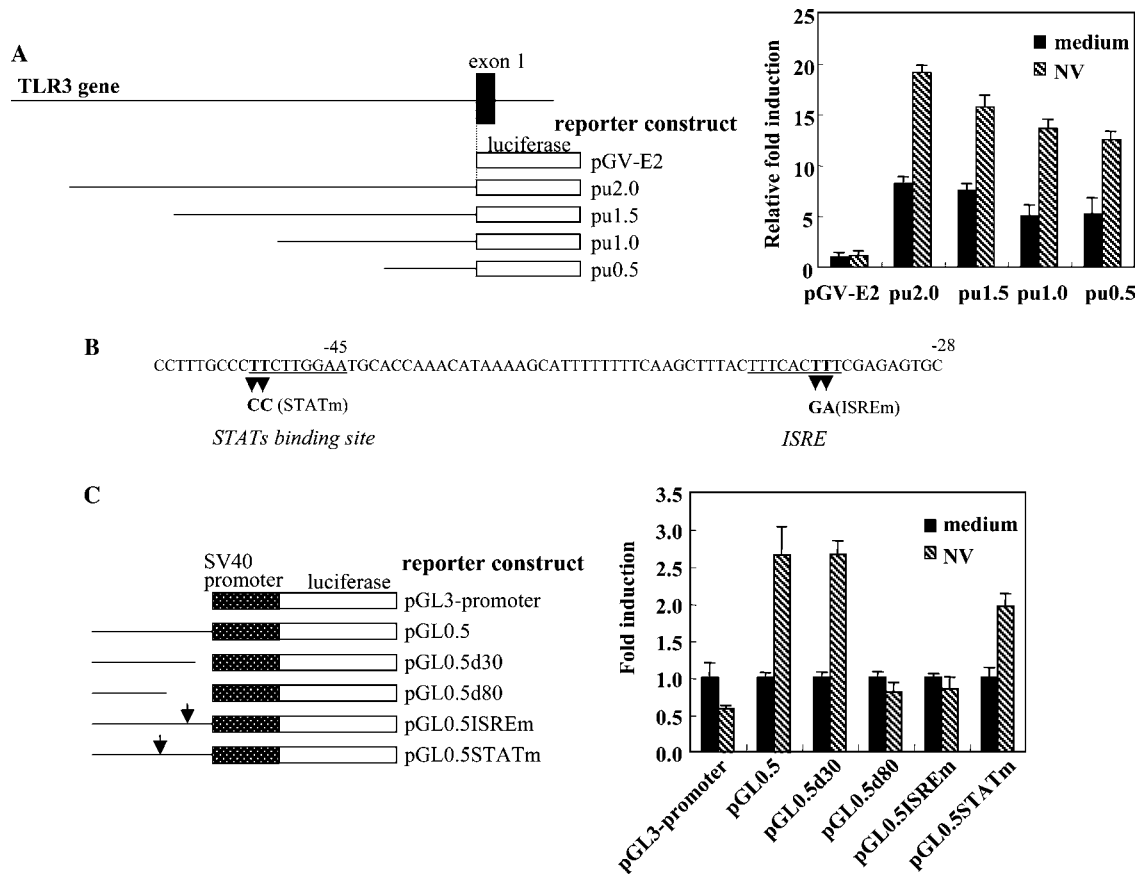 A
TLR3 gene
exon 1
reporter construct
luciferase
pGV-E2
pu2.0
pu1.5
pu1.0
pu0.5
Relative fold induction
25
20
15
10
5
0
medium
NV
pGV-E2 pu2.0 pu1.5 pu1.0 pu0.5
B
-45 -28
CCTTTGCCCTTCTTGGAATGCACCAAACATAAAAGCATTTTTTTTCAAGCTTTACTTTCACTTTCGAGAGTGC
CC (STATm) GA(ISREm)
STATs binding site ISRE
C
SV40
promoter luciferase
reporter construct
pGL3-promoter
pGL0.5
pGL0.5d30
pGL0.5d80
pGL0.5ISREm
pGL0.5STATm
Fold induction
3.5
3.0
2.5
2.0
1.5
1.0
0.5
0.0
medium
NV
pGL3-promoter
pGL0.5
pGL0.5d30
pGL0.5d80
pGL0.5ISREm
pGL0.5STATm